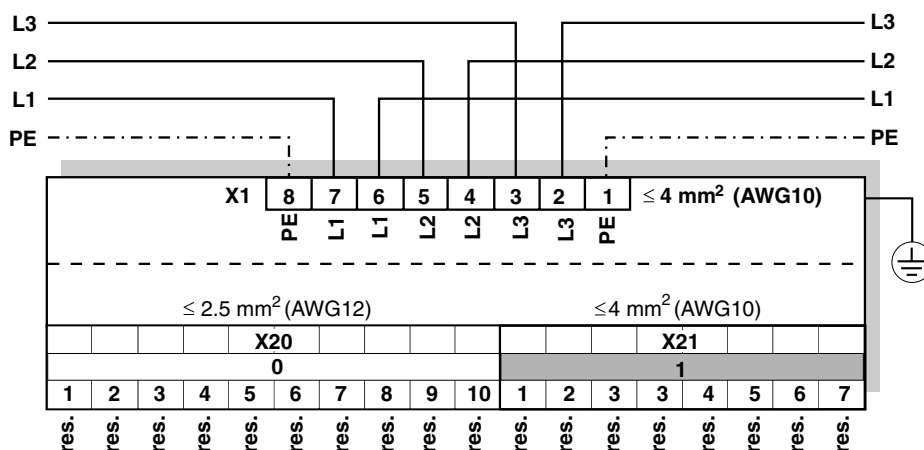 L3 L3
L2 L2
L1 L1
PE PE
X1 8 7 6 5 4 3 2 1 ≤ 4 mm² (AWG10)
PE L1 L1 L2 L2 L3 L3 PE
≤ 2.5 mm² (AWG12) ≤4 mm² (AWG10)
X20 X21
0 1
1 2 3 4 5 6 7 8 9 10 1 2 3 3 4 5 6 7
res. res. res. res. res. res. res. res. res. res. res. res. res. res. res. res. res. res.